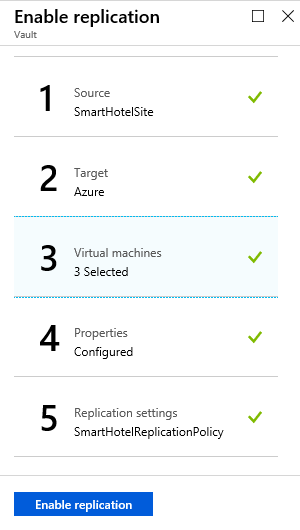 Enable replication
Vault
1
Source
SmartHotelSite
2
Target
Azure
3
Virtual machines
3 Selected
4
Properties
Configured
5
Replication settings
SmartHotelReplicationPolicy
Enable replication